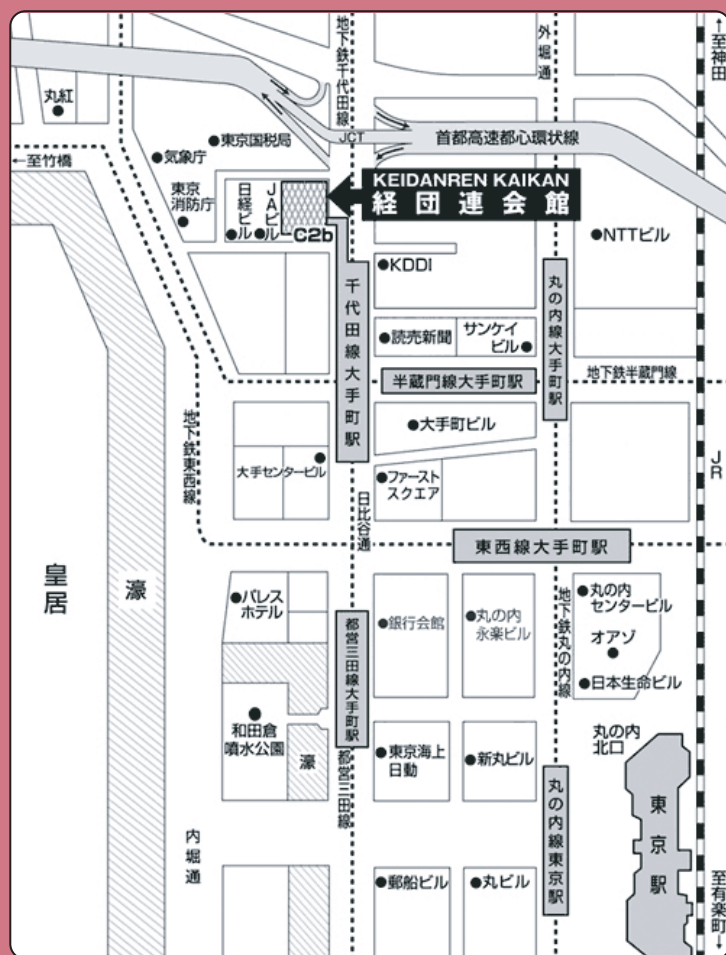 地下鉄千代田線
外堀通
←至神田
丸紅
東京国税局
JCT
首都高速都心環状線
←至竹橋
気象庁
東京
消防庁
日経ビル
JAビル
C2b
KEIDANREN KAIKAN
経団連会館
NTTビル
KDDI
千代田線大手町駅
丸の内線大手町駅
読売新聞
サンケイ
ビル
半蔵門線大手町駅
地下鉄半蔵門線
地下鉄東西線
大手町ビル
大手センタービル
ファースト
スクエア
JR
日比谷通
東西線大手町駅
皇居
濠
パレス
ホテル
都営三田線大手町駅
銀行会館
丸の内
永楽ビル
地下鉄丸の内線
丸の内
センタービル
オアゾ
日本生命ビル
和田倉
噴水公園
濠
都営三田線
東京海上
日動
新丸ビル
丸の内
北口
丸の内線東京駅
東京駅
内堀通
郵船ビル
丸ビル
至有楽町→